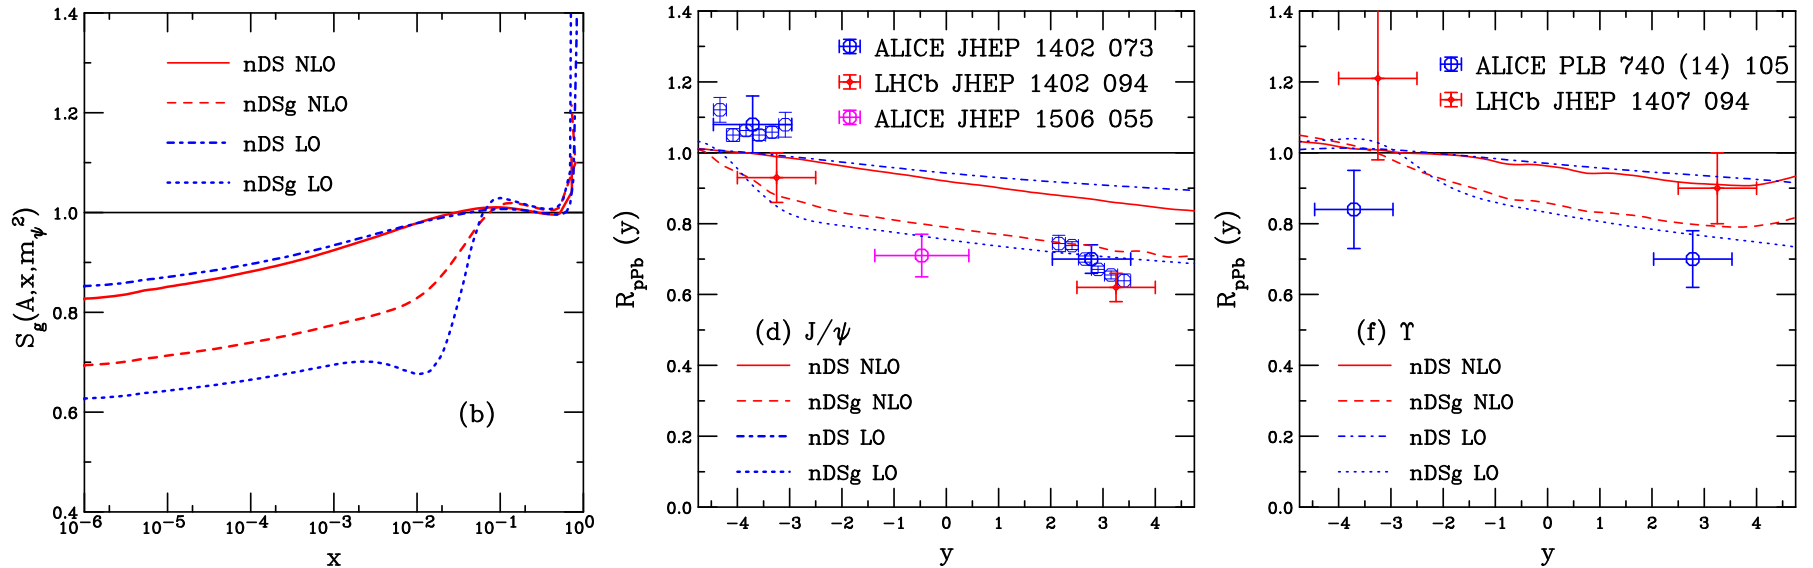 1.4
1.2
1.0
0.8
0.6
0.4
S_g(A,x,m_ψ^2)
nDS NLO
nDSg NLO
nDS LO
nDSg LO
(b)
10^-6 10^-5 10^-4 10^-3 10^-2 10^-1 10^0
x
1.4
1.2
1.0
0.8
0.6
0.4
0.2
0.0
R_pPb (y)
ALICE JHEP 1402 073
LHCb JHEP 1402 094
ALICE JHEP 1506 055
(d) J/ψ
nDS NLO
nDSg NLO
nDS LO
nDSg LO
-4 -3 -2 -1 0 1 2 3 4
y
1.4
1.2
1.0
0.8
0.6
0.4
0.2
0.0
R_pPb (y)
ALICE PLB 740 (14) 105
LHCb JHEP 1407 094
(f) ϒ
nDS NLO
nDSg NLO
nDS LO
nDSg LO
-4 -3 -2 -1 0 1 2 3 4
y